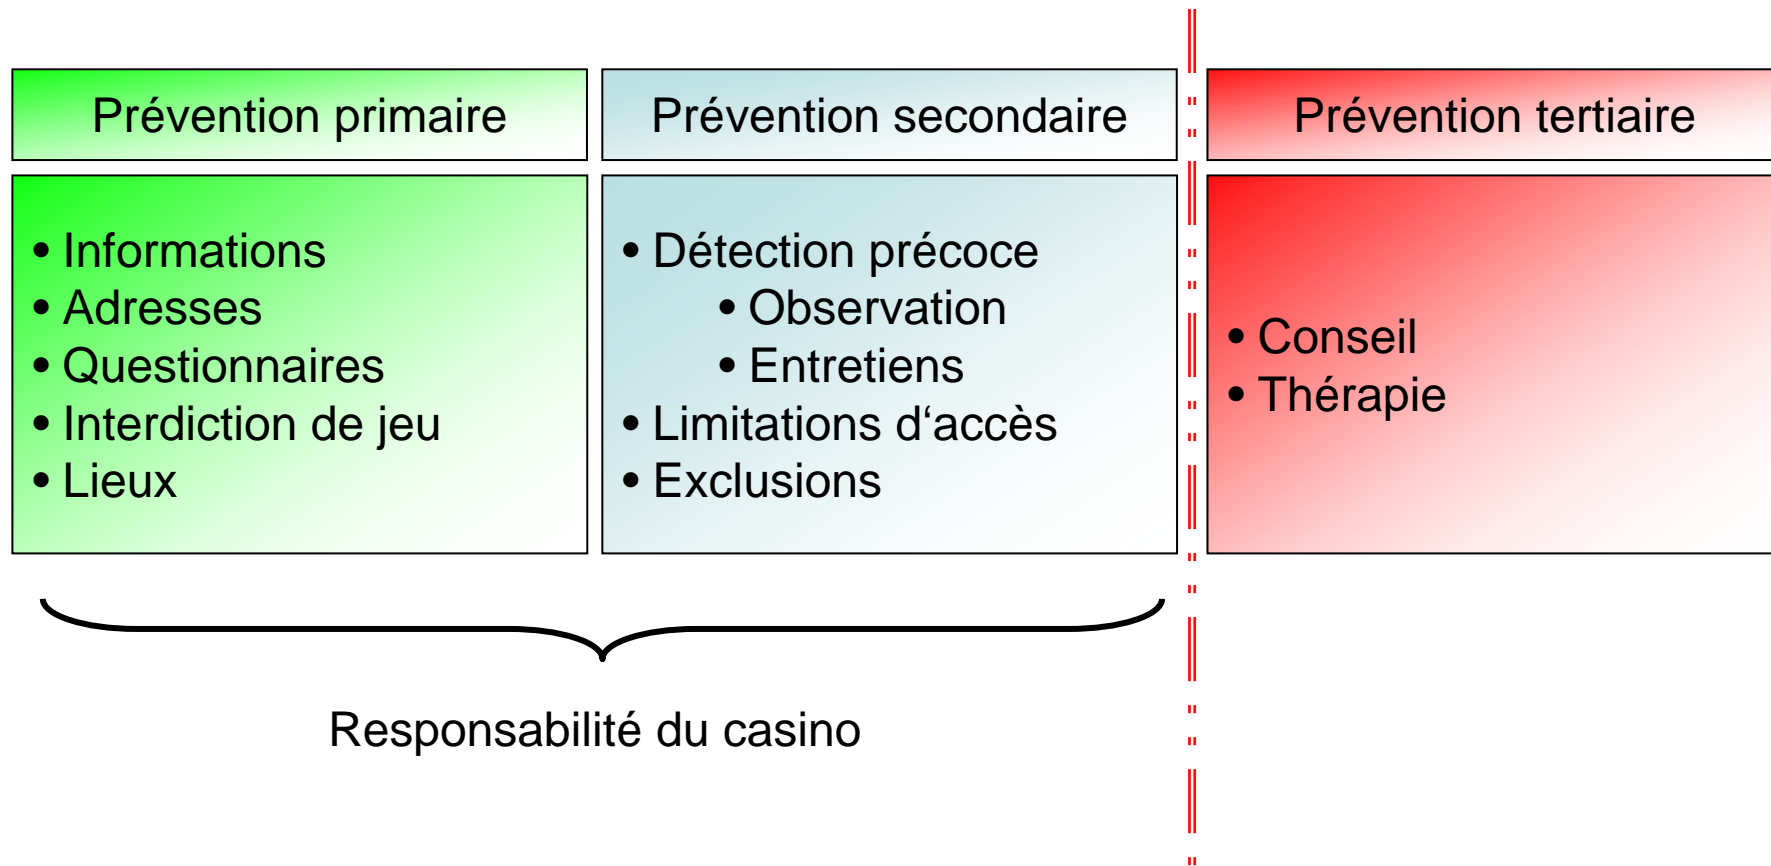 Prévention primaire
• Informations
• Adresses
• Questionnaires
• Interdiction de jeu
• Lieux
Prévention secondaire
• Détection précoce
• Observation
• Entretiens
• Limitations d‘accès
• Exclusions
Prévention tertiaire
• Conseil
• Thérapie
Responsabilité du casino